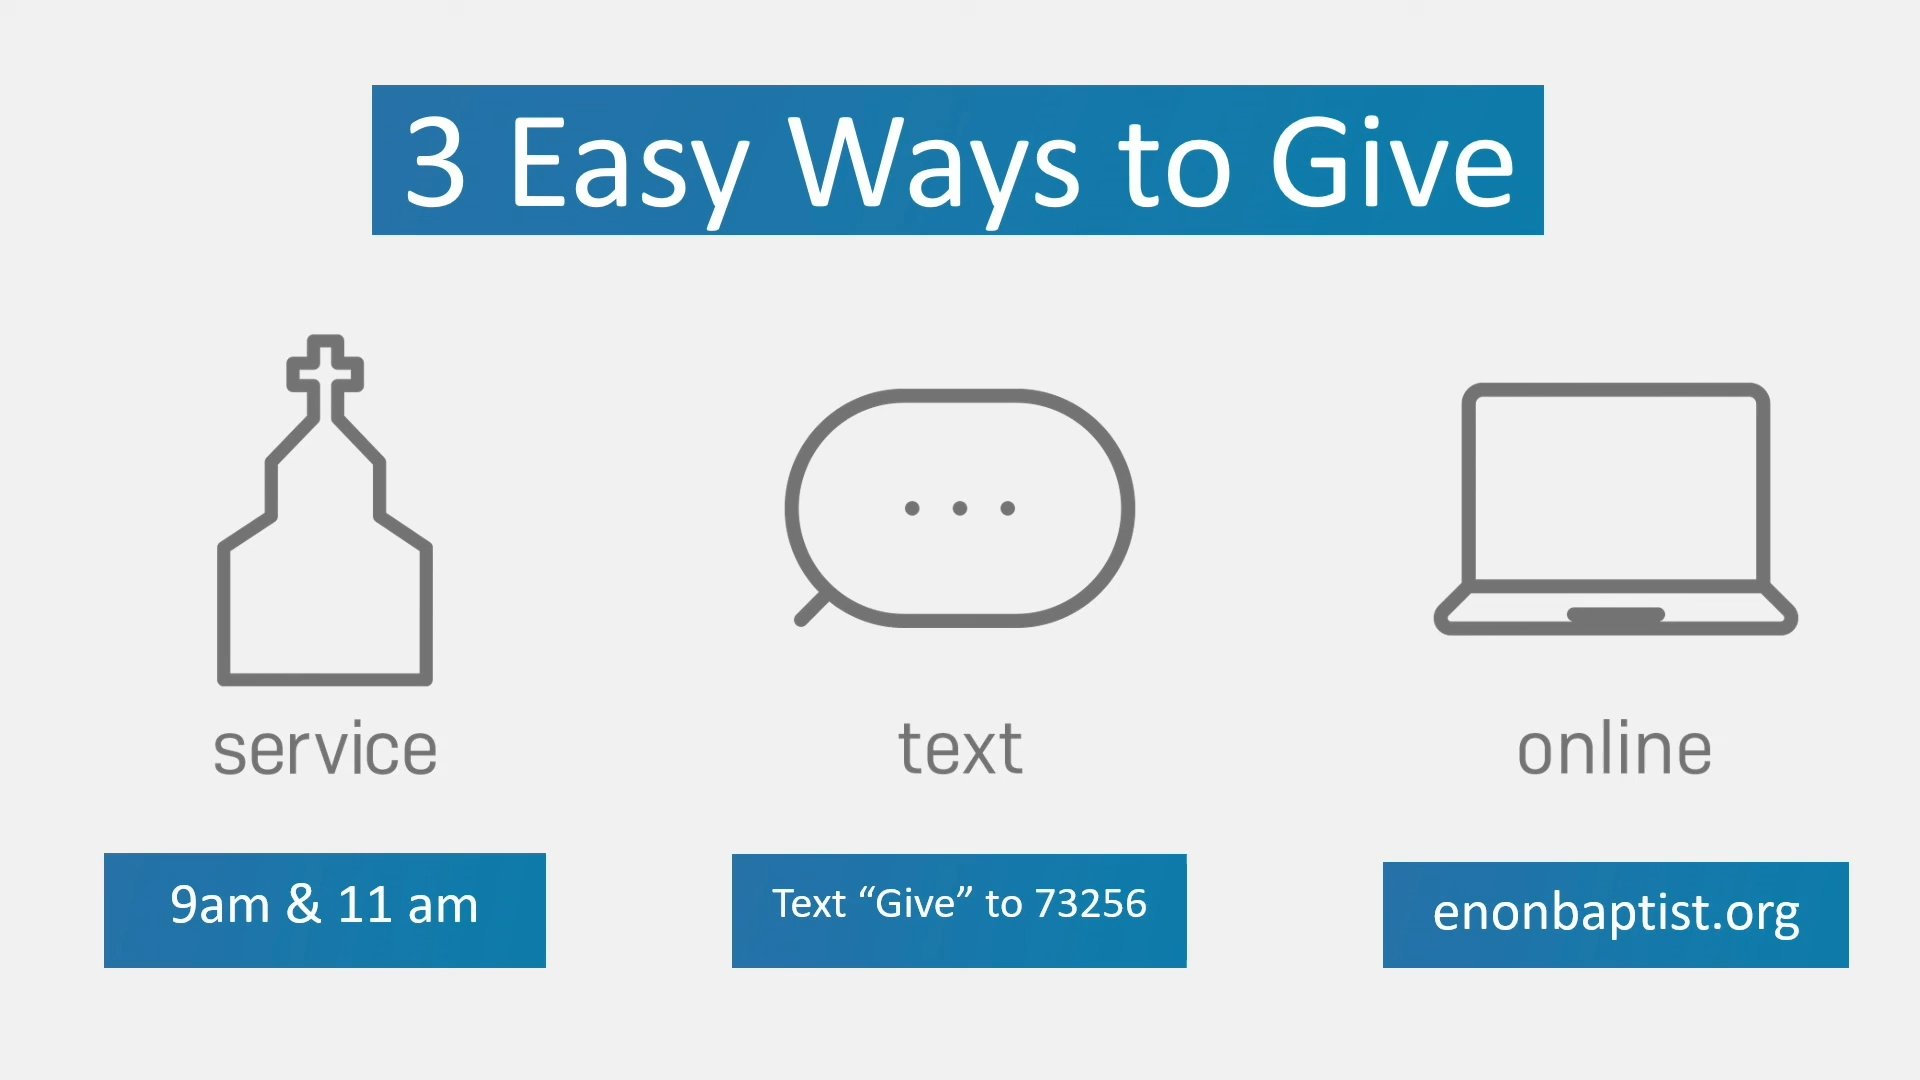 3 Easy Ways to Give
service
text
online
9am & 11 am
Text “Give” to 73256
enonbaptist.org